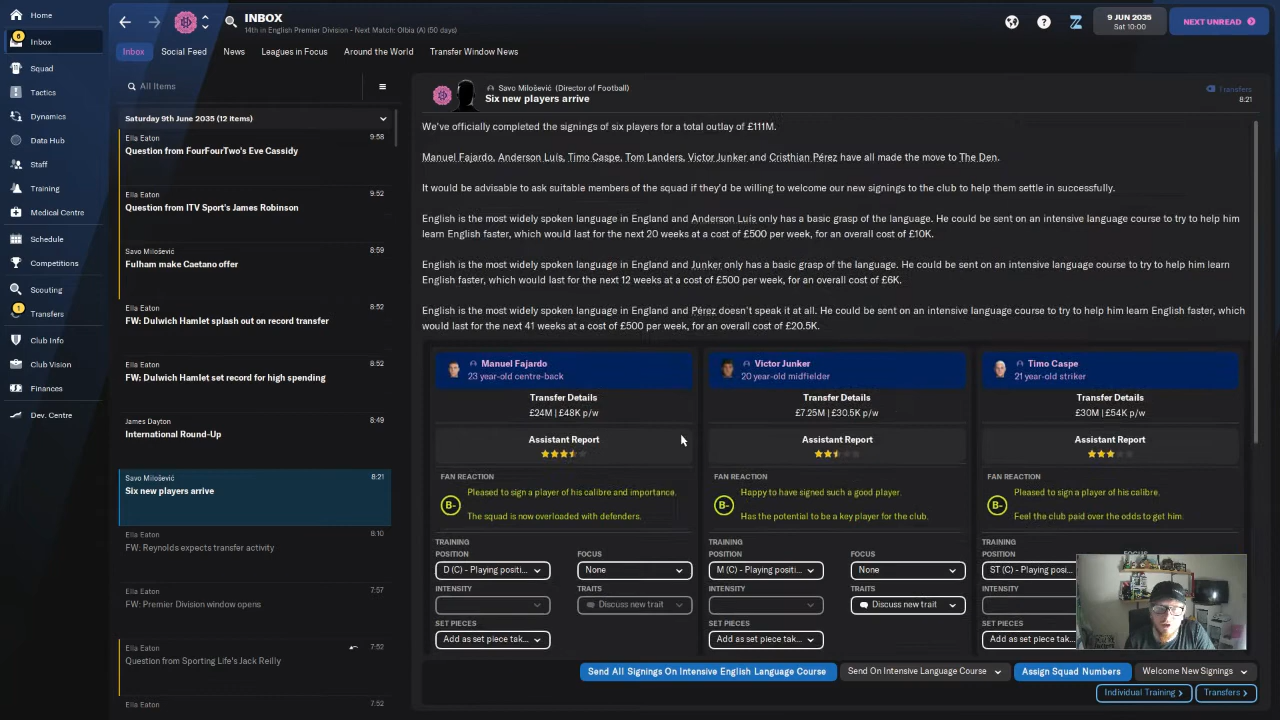 Home
Inbox
6
Squad
Tactics
Dynamics
Data Hub
Staff
Training
Medical Centre
Schedule
Competitions
Scouting
Transfers
1
Club Info
Club Vision
Finances
Dev. Centre
INBOX
14th in English Premier Division - Next Match: Olbia (A) (50 days)
9 JUN 2035
Sat 10:00
NEXT UNREAD
Inbox Social Feed News Leagues in Focus Around the World Transfer Window News
All Items
Saturday 9th June 2035 (12 Items)
Ella Eaton 9:58
Question from FourFourTwo's Eve Cassidy
Ella Eaton 9:52
Question from ITV Sport's James Robinson
Savo Milošević 8:59
Fulham make Caetano offer
Ella Eaton 8:52
FW: Dulwich Hamlet splash out on record transfer
Ella Eaton 8:52
FW: Dulwich Hamlet set record for high spending
James Dayton 8:49
International Round-Up
Savo Milošević 8:21
Six new players arrive
Ella Eaton 8:10
FW: Reynolds expects transfer activity
Ella Eaton 7:57
FW: Premier Division window opens
Ella Eaton 7:52
Question from Sporting Life's Jack Reilly
Ella Eaton 7:52
Savo Milošević (Director of Football)
Six new players arrive
Transfers
8:21
We've officially completed the signings of six players for a total outlay of £111M.
Manuel Fajardo, Anderson Luís, Timo Caspe, Tom Landers, Victor Junker and Cristhian Pérez have all made the move to The Den.
It would be advisable to ask suitable members of the squad if they'd be willing to welcome our new signings to the club to help them settle in successfully.
English is the most widely spoken language in England and Anderson Luís only has a basic grasp of the language. He could be sent on an intensive language course to try to help him
learn English faster, which would last for the next 20 weeks at a cost of £500 per week, for an overall cost of £10K.
English is the most widely spoken language in England and Junker only has a basic grasp of the language. He could be sent on an intensive language course to try to help him learn
English faster, which would last for the next 12 weeks at a cost of £500 per week, for an overall cost of £6K.
English is the most widely spoken language in England and Pérez doesn't speak it at all. He could be sent on an intensive language course to try to help him learn English faster, which
would last for the next 41 weeks at a cost of £500 per week, for an overall cost of £20.5K.
Manuel Fajardo
23 year-old centre-back
Transfer Details
£24M | £48K p/w
Assistant Report
FAN REACTION
B-
Pleased to sign a player of his calibre and importance.
The squad is now overloaded with defenders.
TRAINING
POSITION FOCUS
D (C) - Playing positi... None
INTENSITY TRAITS
Discuss new trait
SET PIECES
Add as set piece tak...
Victor Junker
20 year-old midfielder
Transfer Details
£7.25M | £30.5K p/w
Assistant Report
FAN REACTION
B-
Happy to have signed such a good player.
Has the potential to be a key player for the club.
TRAINING
POSITION FOCUS
M (C) - Playing positi... None
INTENSITY TRAITS
Discuss new trait
SET PIECES
Add as set piece tak...
Timo Caspe
21 year-old striker
Transfer Details
£30M | £54K p/w
Assistant Report
FAN REACTION
B-
Pleased to sign a player of his calibre.
Feel the club paid over the odds to get him.
TRAINING
POSITION
ST (C) - Playing posi...
INTENSITY
SET PIECES
Add as set piece tak...
Send All Signings On Intensive English Language Course Send On Intensive Language Course Assign Squad Numbers Welcome New Signings
Individual Training Transfers